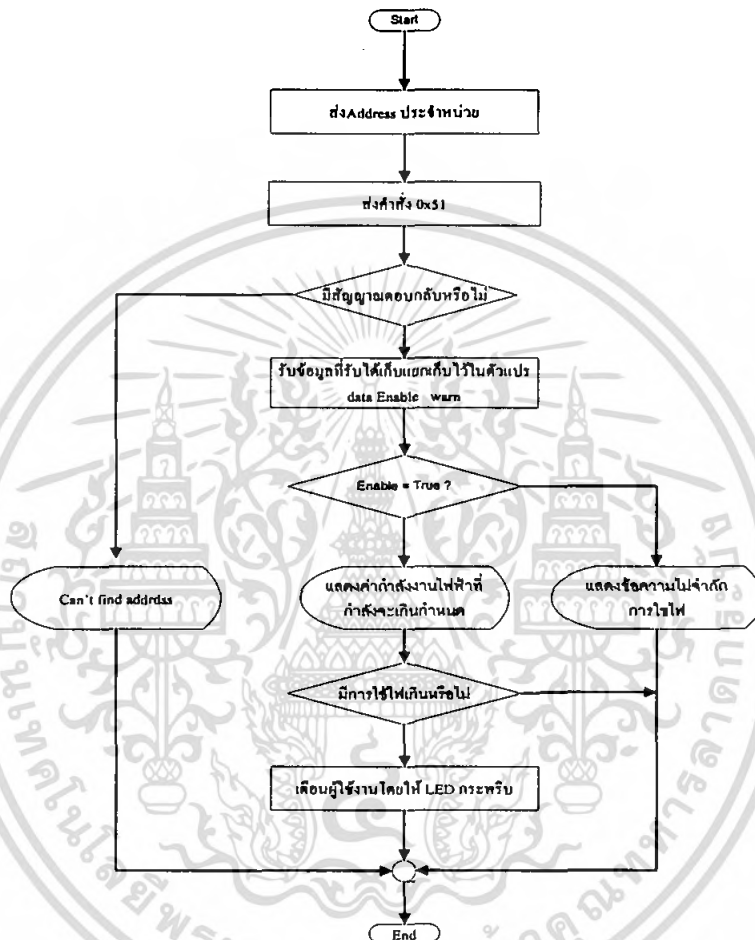 Start
ส่งAddress ประจำหน่วย
ส่งคำสั่ง 0x51
มีสัญญาณตอบกลับหรือไม่
รับข้อมูลที่รับได้เก็บแยกเก็บไว้ในตัวแปร
data Enable warn
Enable = True ?
Can't find addrdss
แสดงค่ากำลังงานไฟฟ้าที่
กำลังจะเกินกำหนด
แสดงข้อความไม่จำกัด
การใช้ไฟ
มีการใช้ไฟเกินหรือไม่
เตือนผู้ใช้งานโดยให้ LED กระพริบ
End